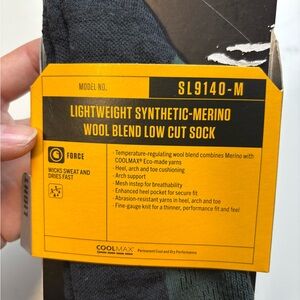 MODEL NO.
SL9140-M
LIGHTWEIGHT SYNTHETIC-MERINO
WOOL BLEND LOW CUT SOCK
FORCE
WICKS SWEAT AND
DRIES FAST
Temperature-regulating wool blend combines Merino with
COOLMAX® Eco-made yarns
Heel, arch and toe cushioning
Arch support
Mesh instep for breathability
Enhanced heel pocket for secure fit
Abrasion-resistant yarns in heel, arch and toe
Fine-gauge knit for a thinner, performance fit and feel
COOLMAX
Permanent Cool and Dry Performance